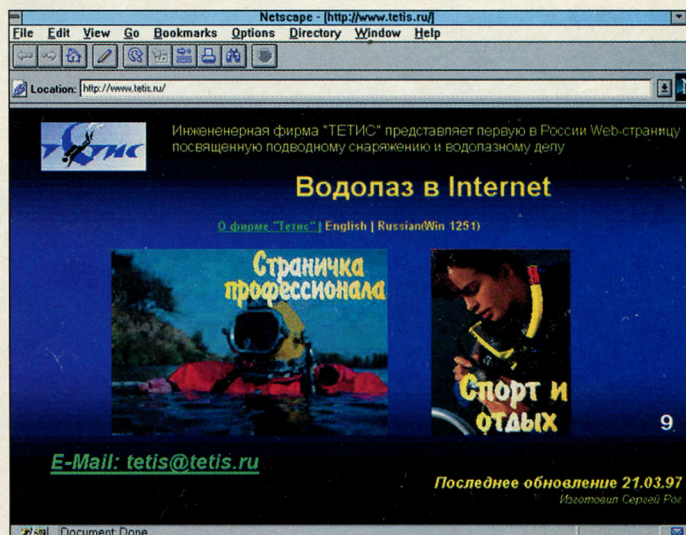 Netscape - [http://www.tetis.ru/]
File Edit View Go Bookmarks Options Directory Window Help
Location: http://www.tetis.ru/
ТЕТИС
Инжененерная фирма "ТЕТИС" представляет первую в России Web-страницу
посвященную подводному снаряжению и водолазному делу
Водолаз в Internet
О фирме "Тетис" | English | Russian(Win 1251)
Страничка
профессионала
Спорт и
отдых
9
E-Mail: tetis@tetis.ru
Последнее обновление 21.03.97
Изготовил Сергей Рог
Document Done